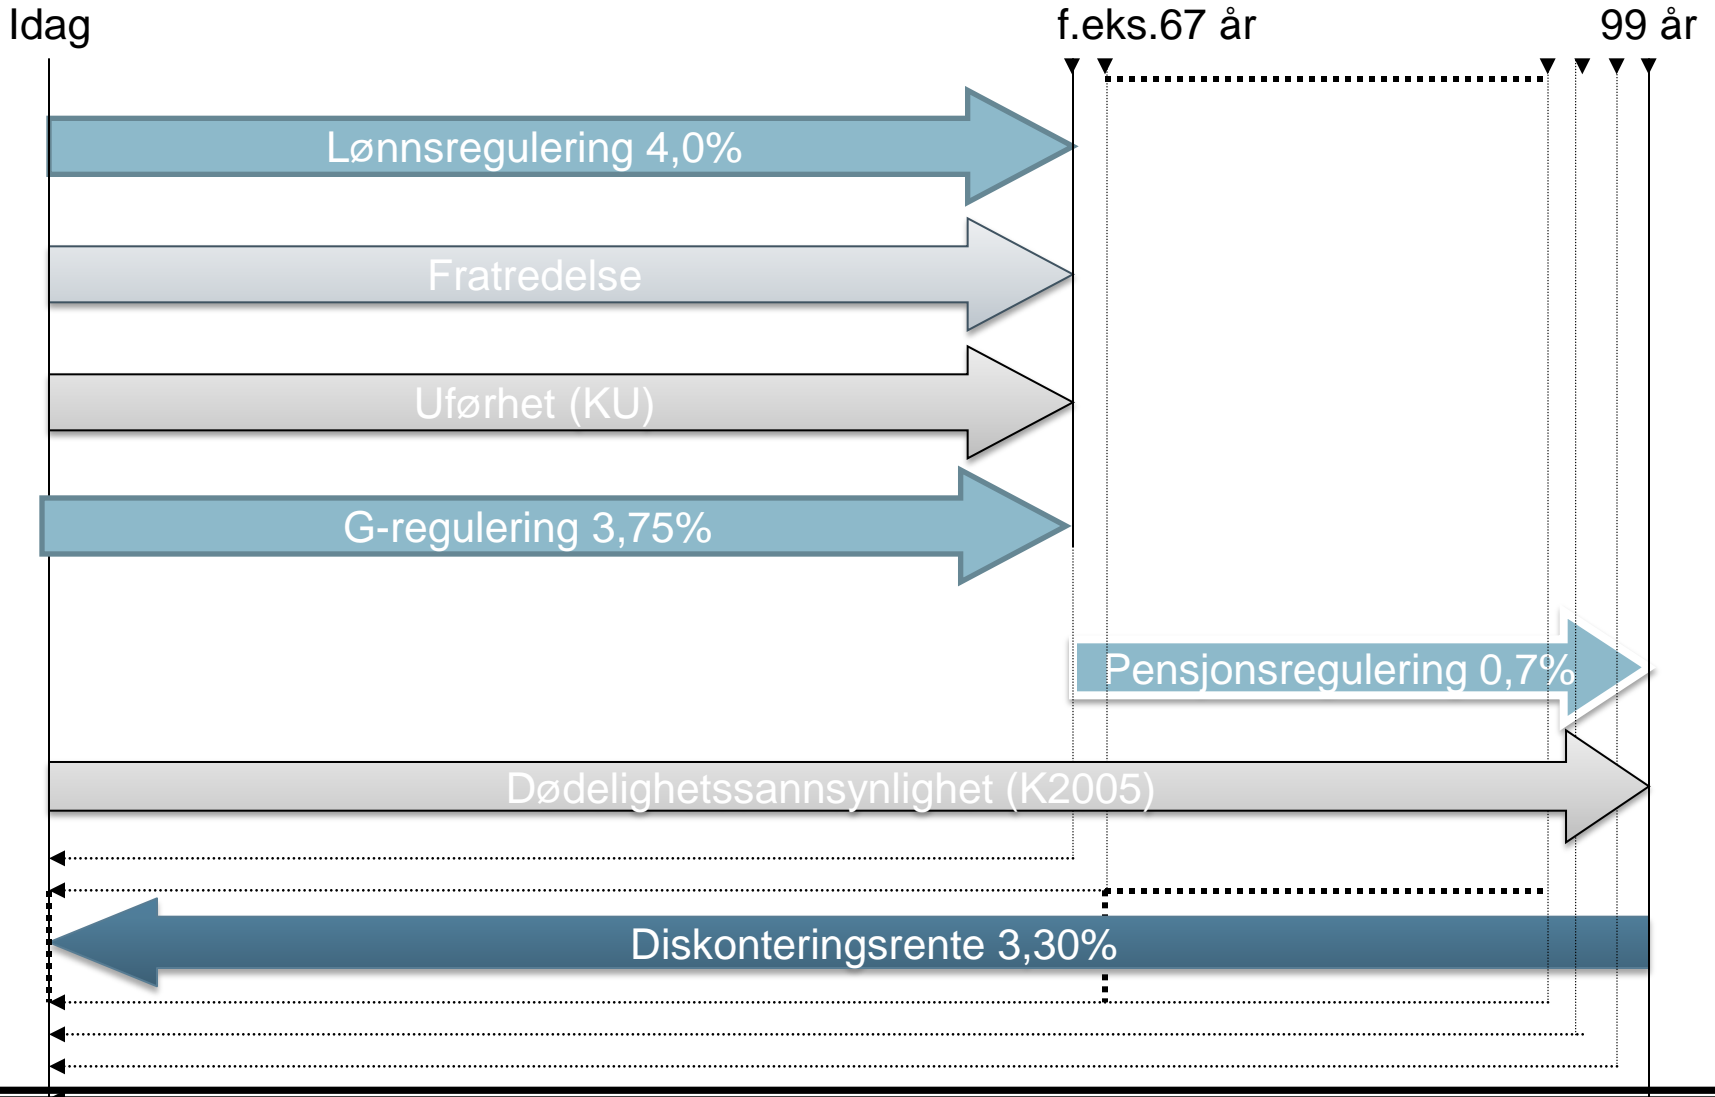 Idag
f.eks.67 år
99 år
Lønnsregulering 4,0%
Fratredelse
Uførhet (KU)
G-regulering 3,75%
Pensjonsregulering 0,7%
Dødelighetssannsynlighet (K2005)
Diskonteringsrente 3,30%